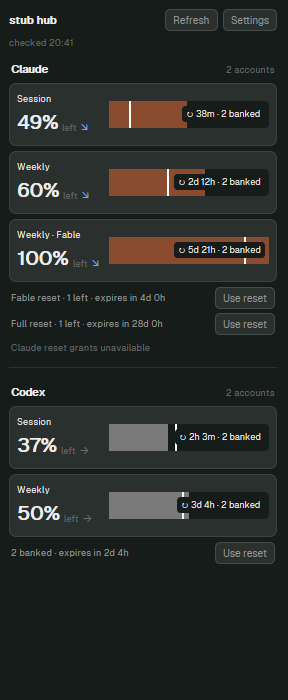 stub hub
Refresh
Settings
checked 20:41
Claude
2 accounts
Session
49% left ↘
↻ 38m · 2 banked
Weekly
60% left ↘
↻ 2d 12h · 2 banked
Weekly · Fable
100% left ↘
↻ 5d 21h · 2 banked
Fable reset · 1 left · expires in 4d 0h
Use reset
Full reset · 1 left · expires in 28d 0h
Use reset
Claude reset grants unavailable
Codex
2 accounts
Session
37% left →
↻ 2h 3m · 2 banked
Weekly
50% left →
↻ 3d 4h · 2 banked
2 banked · expires in 2d 4h
Use reset